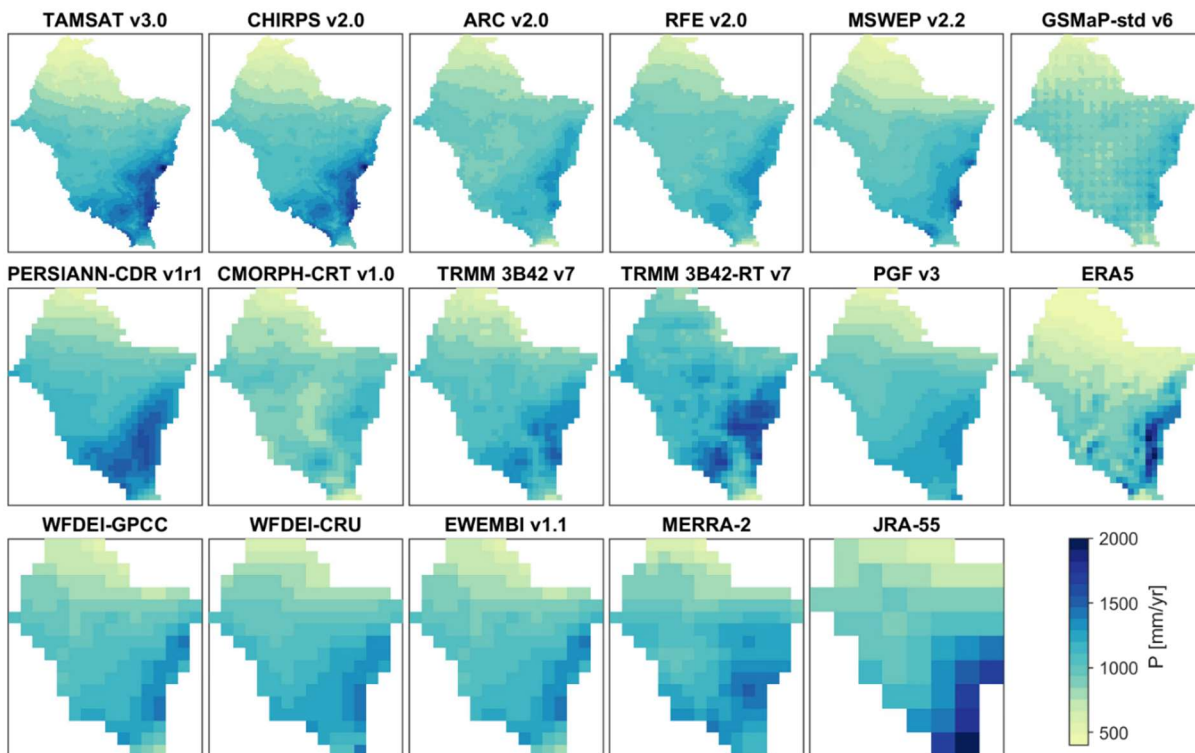 TAMSAT v3.0 CHIRPS v2.0 ARC v2.0 RFE v2.0 MSWEP v2.2 GSMaP-std v6
PERSIANN-CDR v1r1 CMORPH-CRT v1.0 TRMM 3B42 v7 TRMM 3B42-RT v7 PGF v3 ERA5
WFDEI-GPCC WFDEI-CRU EWEMBI v1.1 MERRA-2 JRA-55
2000
1500
1000
500
P [mm/yr]